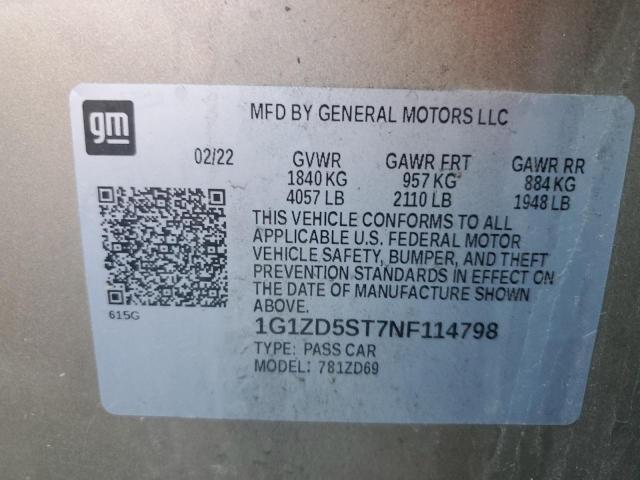 gm
MFD BY GENERAL MOTORS LLC
02/22 GVWR GAWR FRT GAWR RR
1840 KG 957 KG 884 KG
4057 LB 2110 LB 1948 LB
THIS VEHICLE CONFORMS TO ALL
APPLICABLE U.S. FEDERAL MOTOR
VEHICLE SAFETY, BUMPER, AND THEFT
PREVENTION STANDARDS IN EFFECT ON
THE DATE OF MANUFACTURE SHOWN
ABOVE.
615G
1G1ZD5ST7NF114798
TYPE: PASS CAR
MODEL: 781ZD69